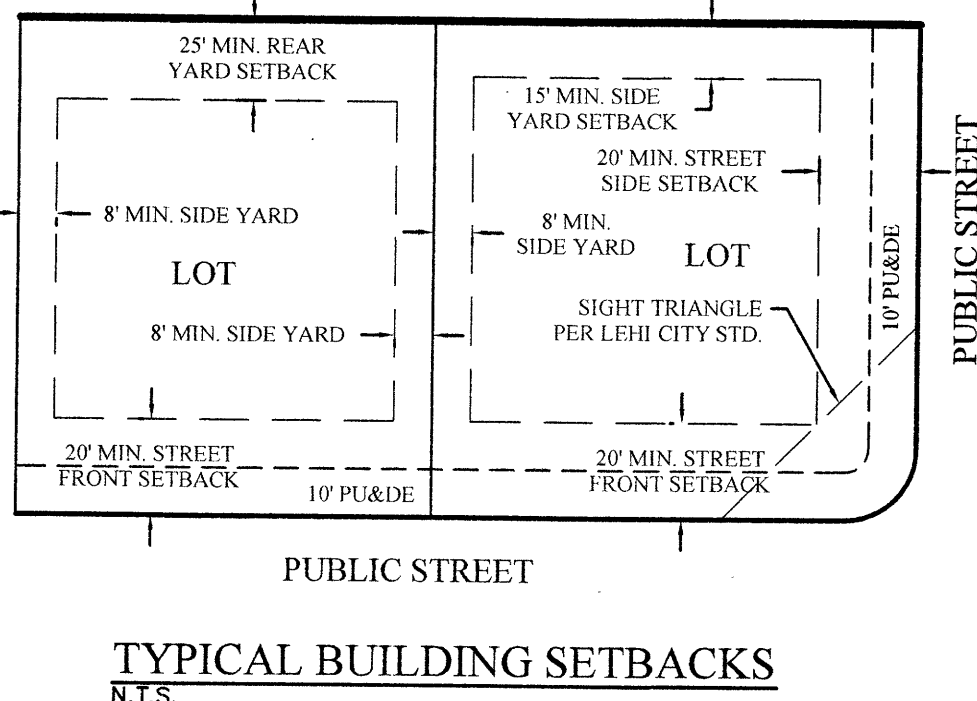 25' MIN. REAR
YARD SETBACK
8' MIN. SIDE YARD
LOT
8' MIN. SIDE YARD
20' MIN. STREET
FRONT SETBACK
10' PU&DE
15' MIN. SIDE
YARD SETBACK
20' MIN. STREET
SIDE SETBACK
8' MIN.
SIDE YARD
LOT
SIGHT TRIANGLE
PER LEHI CITY STD.
20' MIN. STREET
FRONT SETBACK
10' PU&DE
PUBLIC STREET
PUBLIC STREET
TYPICAL BUILDING SETBACKS
N.T.S.